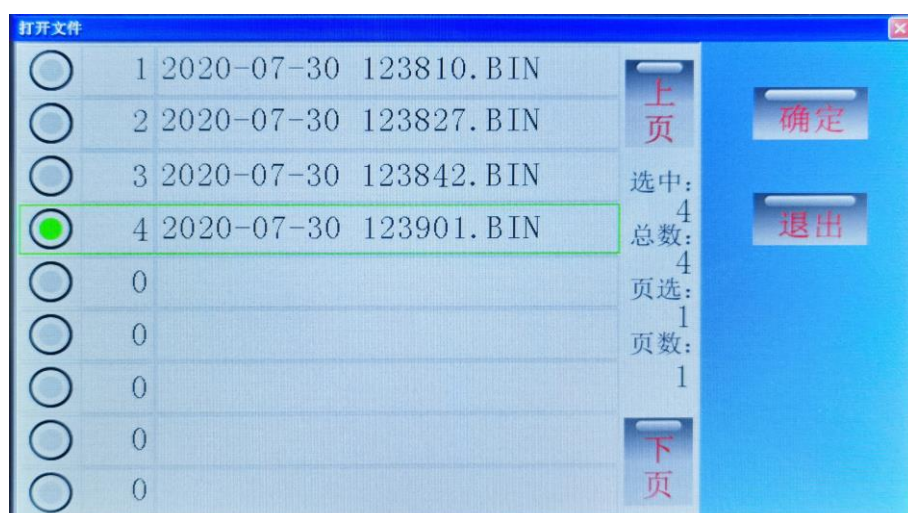 打开文件
1 2020-07-30 123810.BIN
2 2020-07-30 123827.BIN
3 2020-07-30 123842.BIN
4 2020-07-30 123901.BIN
0
0
0
0
0
上页
选中:
4
总数:
4
页选:
1
页数:
1
下页
确定
退出